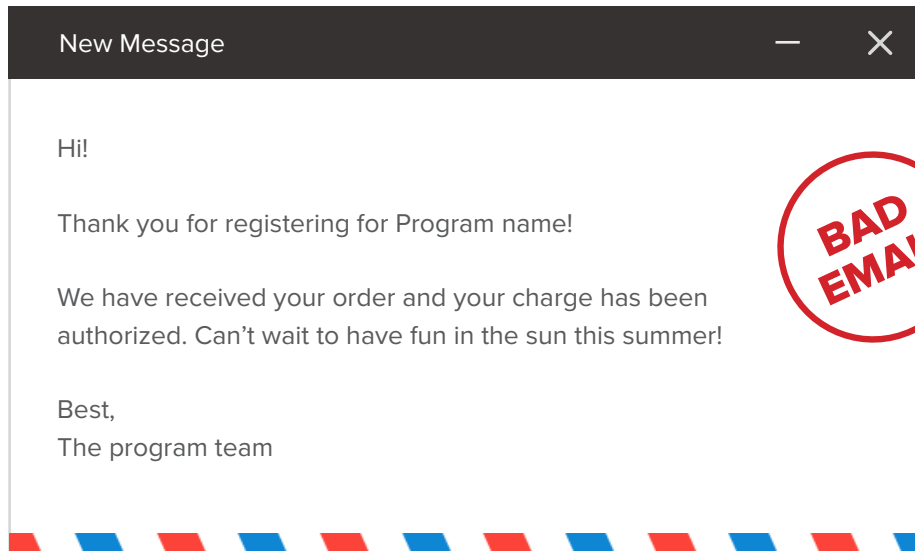 New Message
Hi!
Thank you for registering for Program name!
We have received your order and your charge has been
authorized. Can’t wait to have fun in the sun this summer!
Best,
The program team
BAD
EMAI